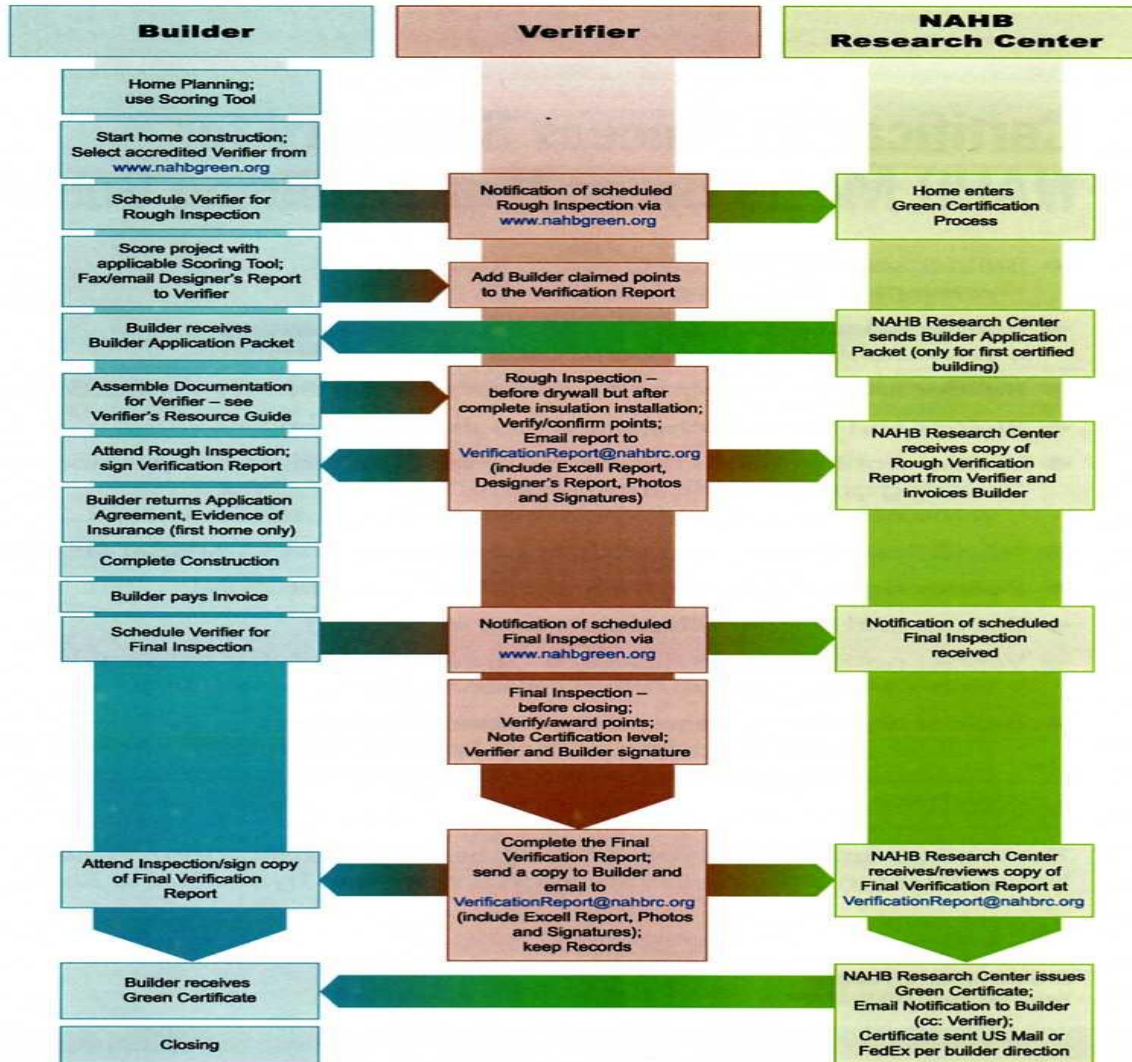 Builder
Verifier
NAHB
Research Center
Home Planning;
use Scoring Tool
Start home construction;
Select accredited Verifier from
www.nahbgreen.org
Schedule Verifier for
Rough Inspection
Notification of scheduled
Rough Inspection via
www.nahbgreen.org
Home enters
Green Certification
Process
Score project with
applicable Scoring Tool;
Fax/email Designer's Report
to Verifier
Add Builder claimed points
to the Verification Report
Builder receives
Builder Application Packet
NAHB Research Center
sends Builder Application
Packet (only for first certified
building)
Assemble Documentation
for Verifier – see
Verifier's Resource Guide
Rough Inspection –
before drywall but after
complete insulation installation;
Verify/confirm points;
Email report to
VerificationReport@nahbrc.org
(include Excell Report,
Designer's Report, Photos
and Signatures)
Attend Rough Inspection;
sign Verification Report
NAHB Research Center
receives copy of
Rough Verification
Report from Verifier and
invoices Builder
Builder returns Application
Agreement, Evidence of
Insurance (first home only)
Complete Construction
Builder pays Invoice
Schedule Verifier for
Final Inspection
Notification of scheduled
Final Inspection via
www.nahbgreen.org
Notification of scheduled
Final Inspection
received
Final Inspection –
before closing;
Verify/award points;
Note Certification level;
Verifier and Builder signature
Attend Inspection/sign copy
of Final Verification
Report
Complete the Final
Verification Report;
send a copy to Builder and
email to
VerificationReport@nahbrc.org
(include Excell Report, Photos
and Signatures);
keep Records
NAHB Research Center
receives/reviews copy of
Final Verification Report at
VerificationReport@nahbrc.org
Builder receives
Green Certificate
NAHB Research Center issues
Green Certificate;
Email Notification to Builder
(cc: Verifier);
Certificate sent US Mail or
FedEx per builder direction
Closing